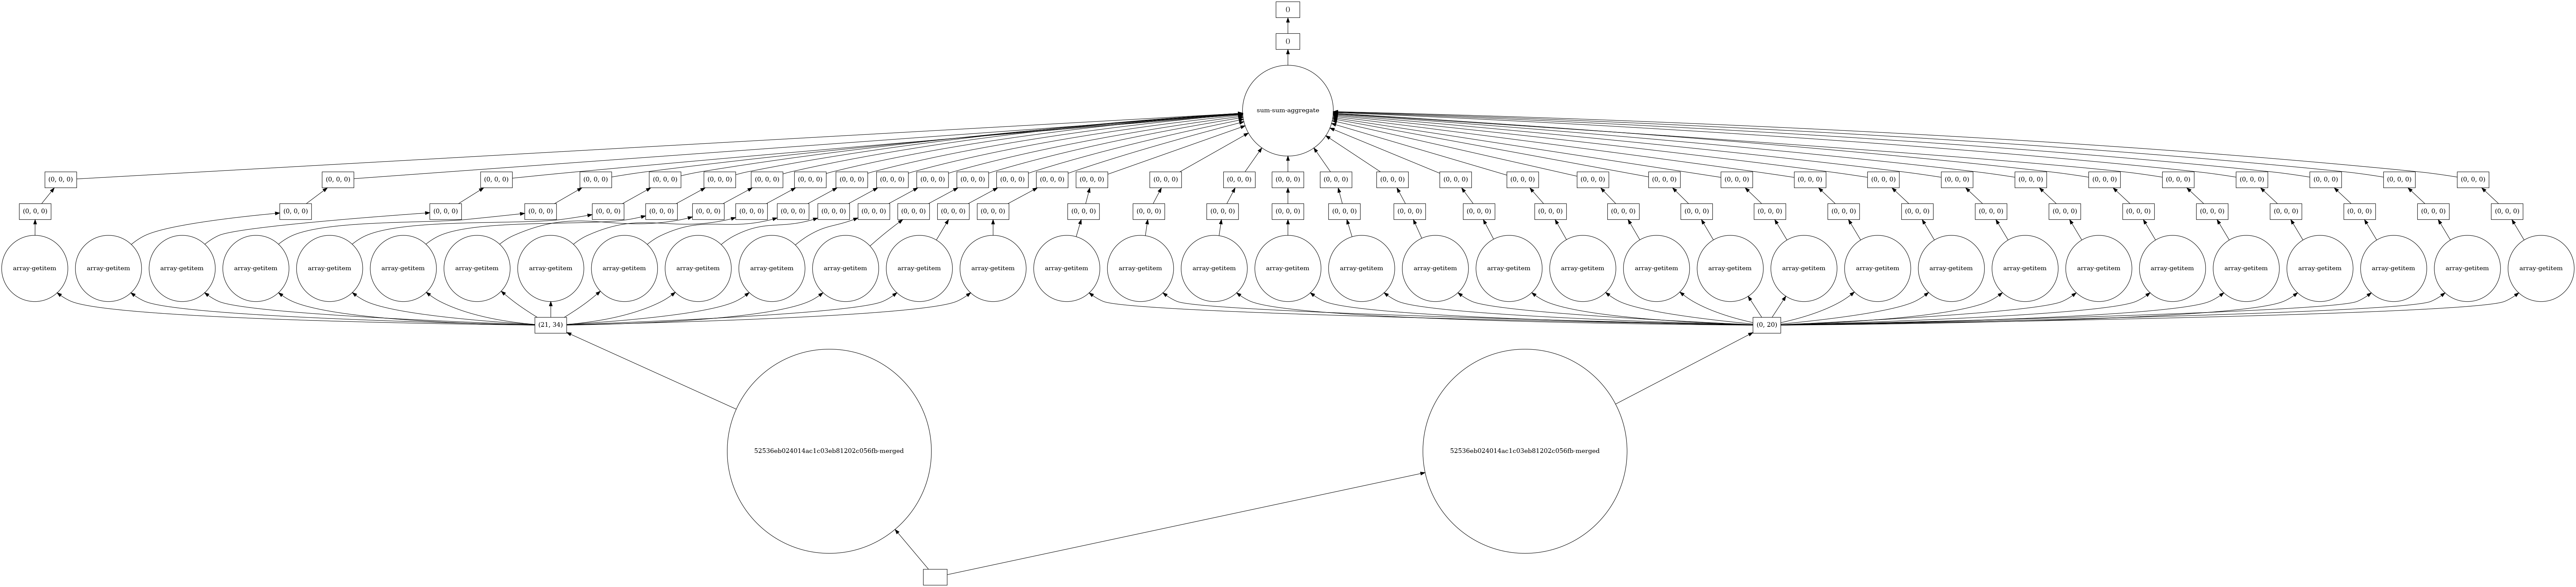 ()
()
sum-sum-aggregate
(0, 0, 0) (0, 0, 0) (0, 0, 0) (0, 0, 0) (0, 0, 0) (0, 0, 0) (0, 0, 0) (0, 0, 0) (0, 0, 0) (0, 0, 0) (0, 0, 0) (0, 0, 0) (0, 0, 0) (0, 0, 0) (0, 0, 0) (0, 0, 0) (0, 0, 0) (0, 0, 0) (0, 0, 0) (0, 0, 0) (0, 0, 0) (0, 0, 0) (0, 0, 0) (0, 0, 0) (0, 0, 0) (0, 0, 0) (0, 0, 0) (0, 0, 0) (0, 0, 0) (0, 0, 0) (0, 0, 0) (0, 0, 0) (0, 0, 0) (0, 0, 0) (0, 0, 0)
(0, 0, 0) (0, 0, 0) (0, 0, 0) (0, 0, 0) (0, 0, 0) (0, 0, 0) (0, 0, 0) (0, 0, 0) (0, 0, 0) (0, 0, 0) (0, 0, 0) (0, 0, 0) (0, 0, 0) (0, 0, 0) (0, 0, 0) (0, 0, 0) (0, 0, 0) (0, 0, 0) (0, 0, 0) (0, 0, 0) (0, 0, 0) (0, 0, 0) (0, 0, 0) (0, 0, 0) (0, 0, 0) (0, 0, 0) (0, 0, 0) (0, 0, 0) (0, 0, 0) (0, 0, 0) (0, 0, 0) (0, 0, 0) (0, 0, 0) (0, 0, 0) (0, 0, 0)
array-getitem array-getitem array-getitem array-getitem array-getitem array-getitem array-getitem array-getitem array-getitem array-getitem array-getitem array-getitem array-getitem array-getitem array-getitem array-getitem array-getitem array-getitem array-getitem array-getitem array-getitem array-getitem array-getitem array-getitem array-getitem array-getitem array-getitem array-getitem array-getitem array-getitem array-getitem array-getitem array-getitem array-getitem array-getitem
(21, 34) (0, 20)
52536eb024014ac1c03eb81202c056fb-merged 52536eb024014ac1c03eb81202c056fb-merged